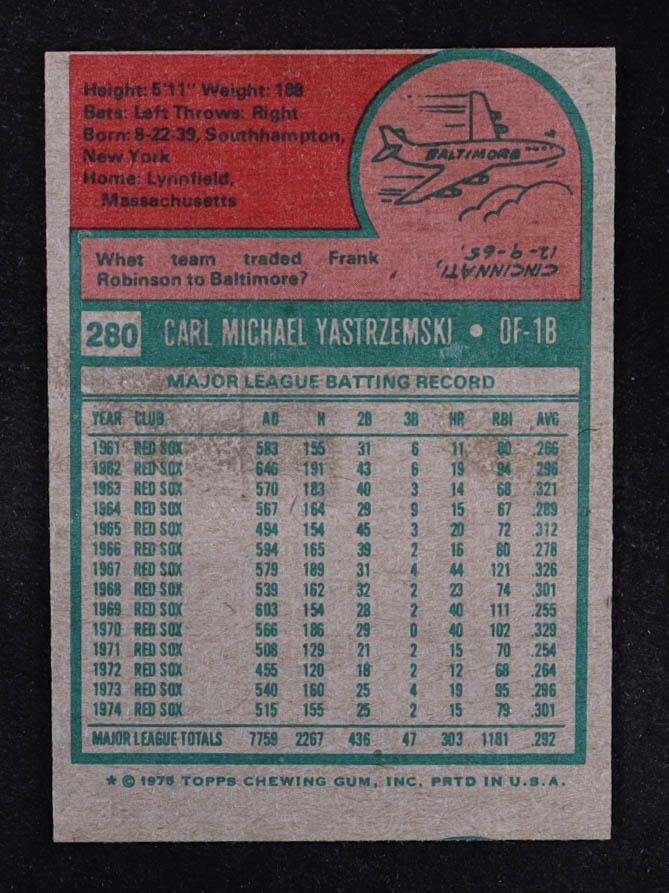 Height: 5'11" Weight: 188
Bats: Left Throws: Right
Born: 8-22-39, Southhampton,
New York
Home: Lynnfield,
Massachusetts
BALTIMORE
What team traded Frank
Robinson to Baltimore?
CINCINNATI,
12-9-65.
280 CARL MICHAEL YASTRZEMSKI • OF-1B
MAJOR LEAGUE BATTING RECORD
YEAR CLUB AB H 2B 3B HR RBI AVG
1961 RED SOX 583 155 31 6 11 80 .266
1962 RED SOX 646 191 43 6 19 94 .296
1963 RED SOX 570 183 40 3 14 68 .321
1964 RED SOX 567 164 29 9 15 67 .289
1965 RED SOX 494 154 45 3 20 72 .312
1966 RED SOX 594 165 39 2 16 80 .278
1967 RED SOX 579 189 31 4 44 121 .326
1968 RED SOX 539 162 32 2 23 74 .301
1969 RED SOX 603 154 28 2 40 111 .255
1970 RED SOX 566 186 29 0 40 102 .329
1971 RED SOX 508 129 21 2 15 70 .254
1972 RED SOX 455 120 18 2 12 68 .264
1973 RED SOX 540 160 25 4 19 95 .296
1974 RED SOX 515 155 25 2 15 79 .301
MAJOR LEAGUE TOTALS 7759 2267 436 47 303 1181 .292
* © 1975 TOPPS CHEWING GUM, INC. PRTD IN U.S.A.